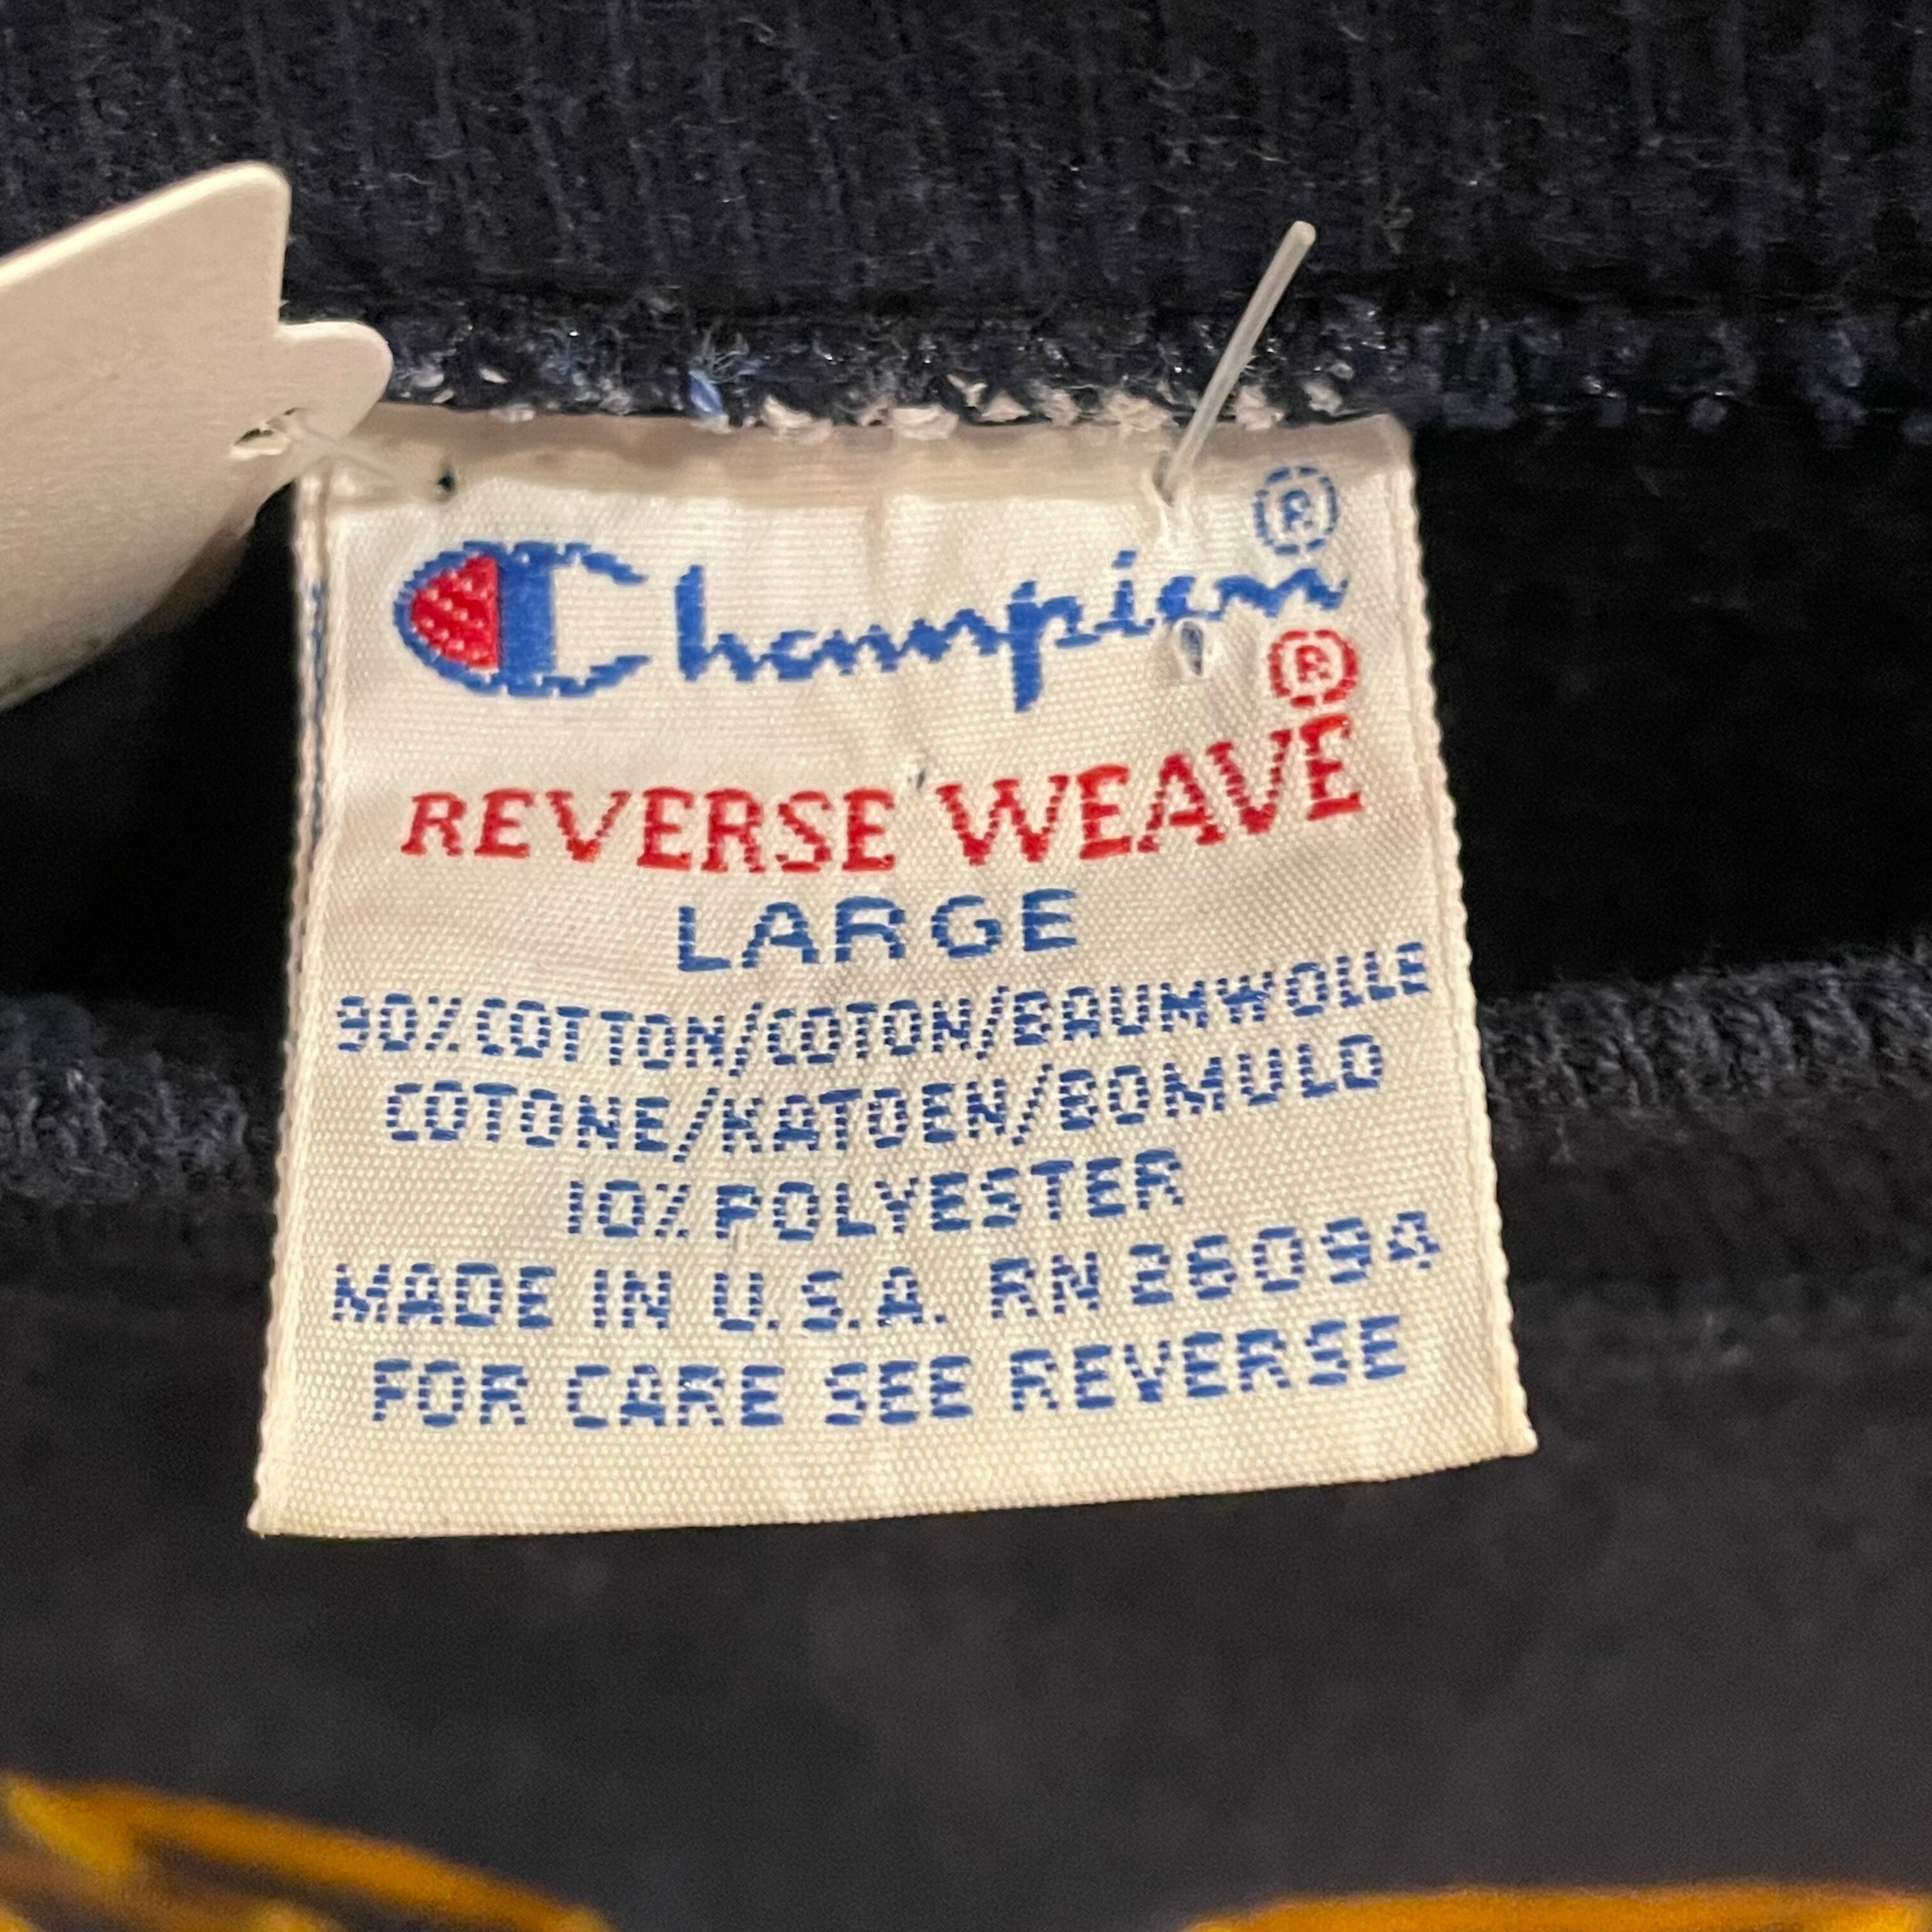 Champion®
REVERSE WEAVE®
LARGE
90%COTTON/COTON/BAUMWOLLE
COTONE/KATOEN/BOMULD
10%POLYESTER
MADE IN U.S.A. RN 26094
FOR CARE SEE REVERSE